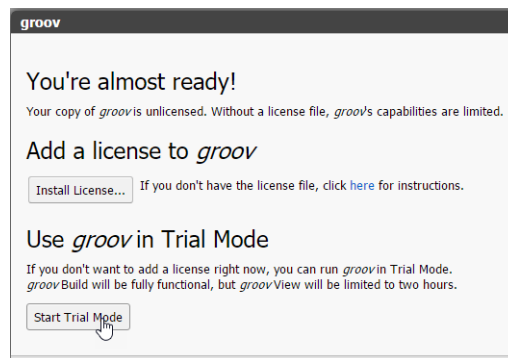 groov
You're almost ready!
Your copy of groov is unlicensed. Without a license file, groov's capabilities are limited.
Add a license to groov
Install License... If you don't have the license file, click here for instructions.
Use groov in Trial Mode
If you don't want to add a license right now, you can run groov in Trial Mode.
groov Build will be fully functional, but groov View will be limited to two hours.
Start Trial Mode